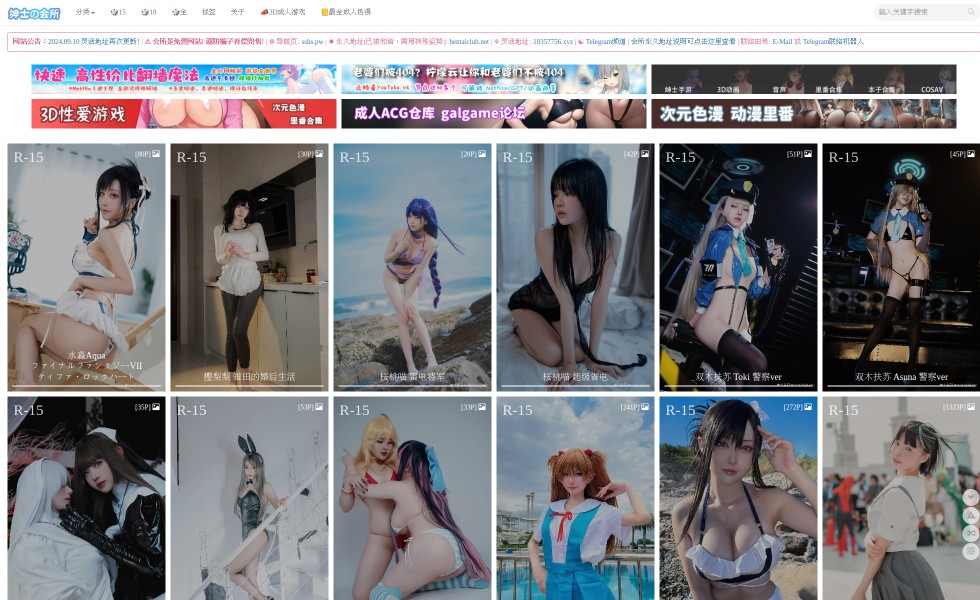 绅士の会所
分类
15
18
全
标签
关于
3D成人游戏
最全成人色漫
输入关键字搜索
网站公告：2024.09.10 灵活地址再次更新! | ⚠ 会所是免费网站! 谨防骗子有偿兜售! | 导航页: sshs.pw | 永久地址(已被和谐，需用特殊姿势): hentaiclub.net | 灵活地址: 10357756.xyz | Telegram频道 | 会所永久地址说明可点击这里查看 | 联络信箱: E-Mail 或 Telegram联络机器人
快速 高性价比翻墙魔法
老婆们被404? 柠檬云让你和老婆们不被404
绅士手游 3D动画 音声 里番合集 本子合集 COSAV
3D性爱游戏
次元色漫
里番合集
成人ACG仓库 galgame论坛
次元色漫 动漫里番
R-15 [80P]
水淼Aqua
ファイナルファンタジーVII
ティファ・ロックハート
R-15 [30P]
樱梨梨 雌田的婚后生活
R-15 [28P]
桜桃喵 雷电将军
R-15 [42P]
桜桃喵 超级省电
R-15 [51P]
双木扶苏 Toki 警察ver
R-15 [45P]
双木扶苏 Asuna 警察ver
R-15 [35P]
R-15 [53P]
R-15 [33P]
R-15 [241P]
R-15 [272P]
R-15 [1323P]